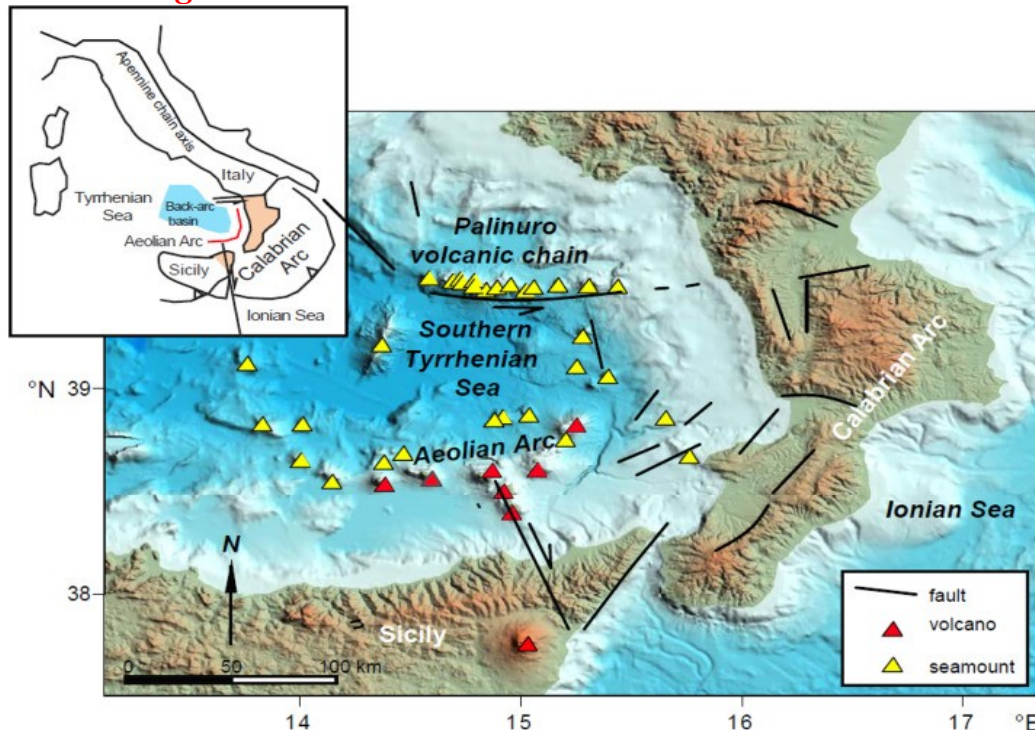 Apennine chain axis
Italy
Tyrrhenian
Sea
Back-arc
basin
Aeolian Arc
Sicily
Calabrian
Arc
Ionian Sea
Palinuro
volcanic chain
Southern
Tyrrhenian
Sea
Aeolian Arc
Calabrian Arc
Ionian Sea
Sicily
°N
39
38
N
0 50 100 km
fault
volcano
seamount
14 15 16 17 °E